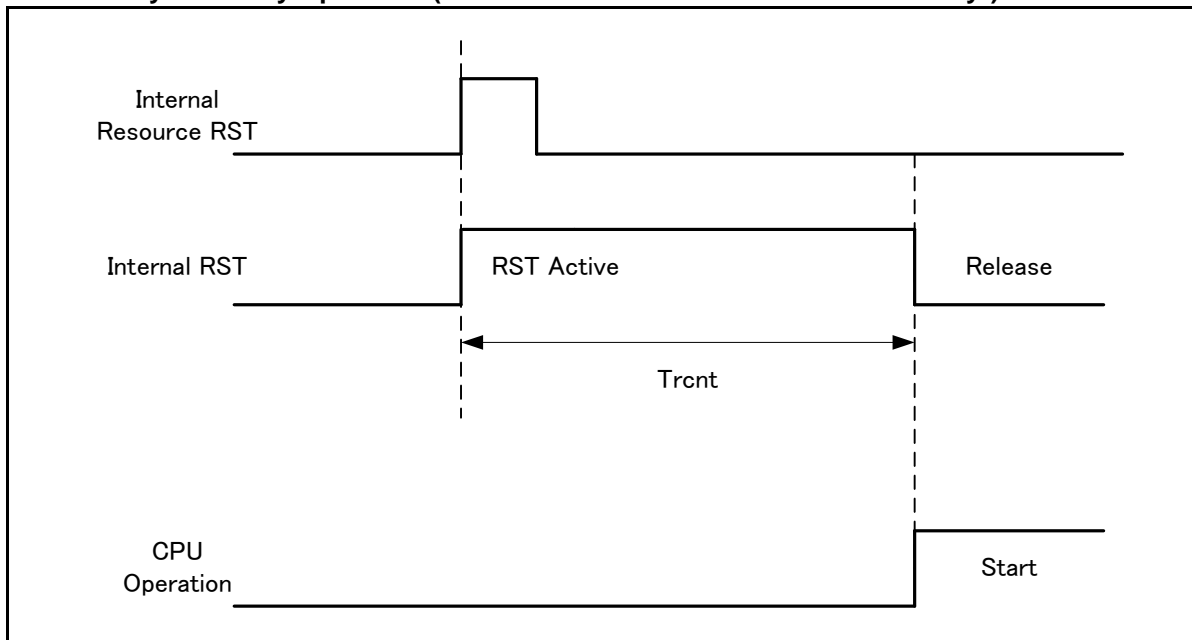 Internal
Resource RST
Internal RST
RST Active
Release
Trcnt
CPU
Operation
Start